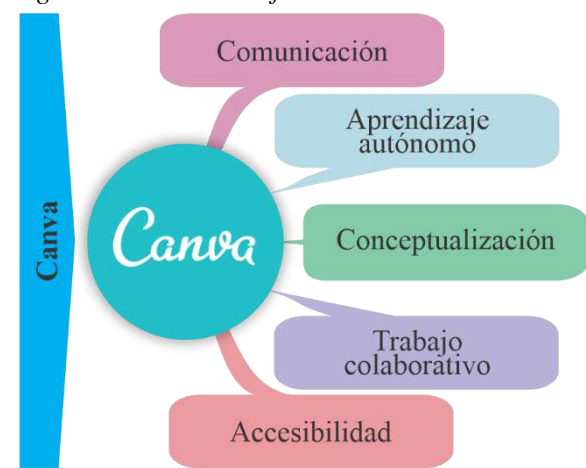 Comunicación
Aprendizaje
autónomo
Canva
Canva
Conceptualización
Trabajo
colaborativo
Accesibilidad